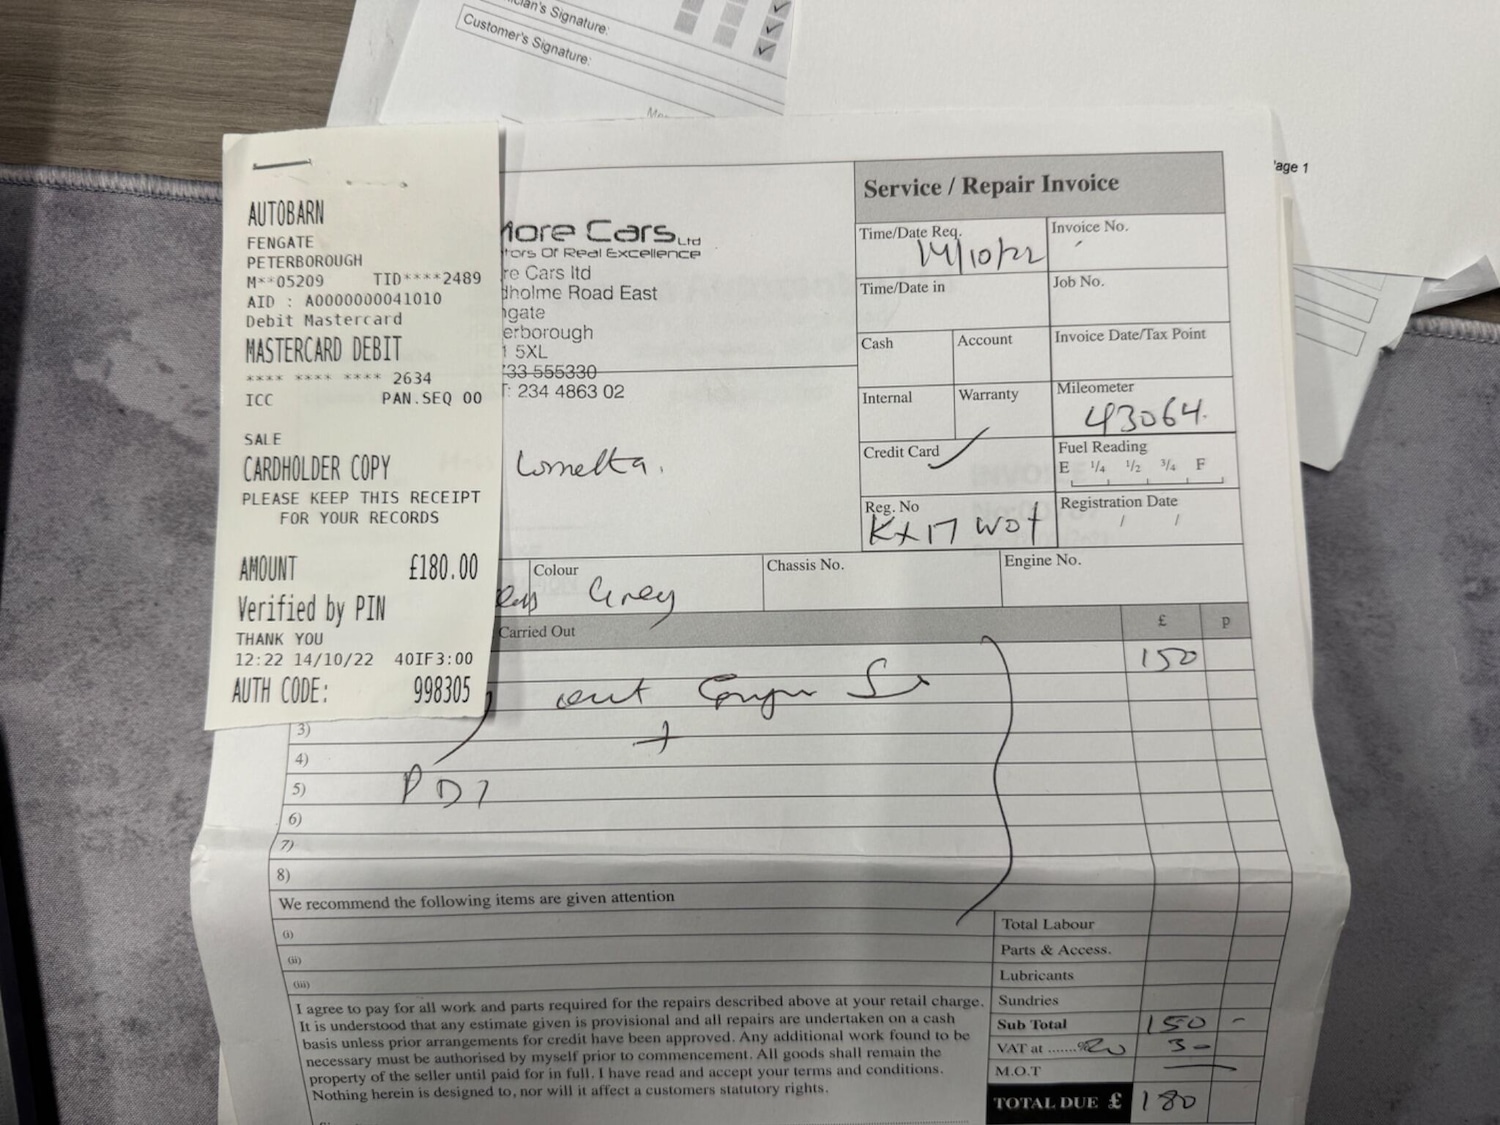 ian's Signature:
Customer's Signature:
age 1
AUTOBARN
FENGATE
PETERBOROUGH
M**05209 TID****2489
AID : A0000000041010
Debit Mastercard
MASTERCARD DEBIT
**** **** **** 2634
ICC PAN.SEQ 00
SALE
CARDHOLDER COPY
PLEASE KEEP THIS RECEIPT
FOR YOUR RECORDS
AMOUNT £180.00
Verified by PIN
THANK YOU
12:22 14/10/22 40IF3:00
AUTH CODE: 998305
More Cars Ltd
tors Of Real Excellence
re Cars ltd
dholme Road East
ngate
erborough
1 5XL
733 555330
T: 234 4863 02
Service / Repair Invoice
Time/Date Req. 14/10/22
Invoice No.
Time/Date in
Job No.
Cash
Account
Invoice Date/Tax Point
Internal
Warranty
Mileometer
43064.
Credit Card
Fuel Reading
E 1/4 1/2 3/4 F
Reg. No
Registration Date
/ /
Colour Grey
Chassis No.
Engine No.
Carried Out £ p
150
out
+
3)
4)
5) PDI
6)
7)
8)
We recommend the following items are given attention
(i)
(ii)
(iii)
Total Labour
Parts & Access.
Lubricants
Sundries
Sub Total 150 -
VAT at .......% 20 30 -
M.O.T
TOTAL DUE £ 180
I agree to pay for all work and parts required for the repairs described above at your retail charge.
It is understood that any estimate given is provisional and all repairs are undertaken on a cash
basis unless prior arrangements for credit have been approved. Any additional work found to be
necessary must be authorised by myself prior to commencement. All goods shall remain the
property of the seller until paid for in full. I have read and accept your terms and conditions.
Nothing herein is designed to, nor will it affect a customers statutory rights.